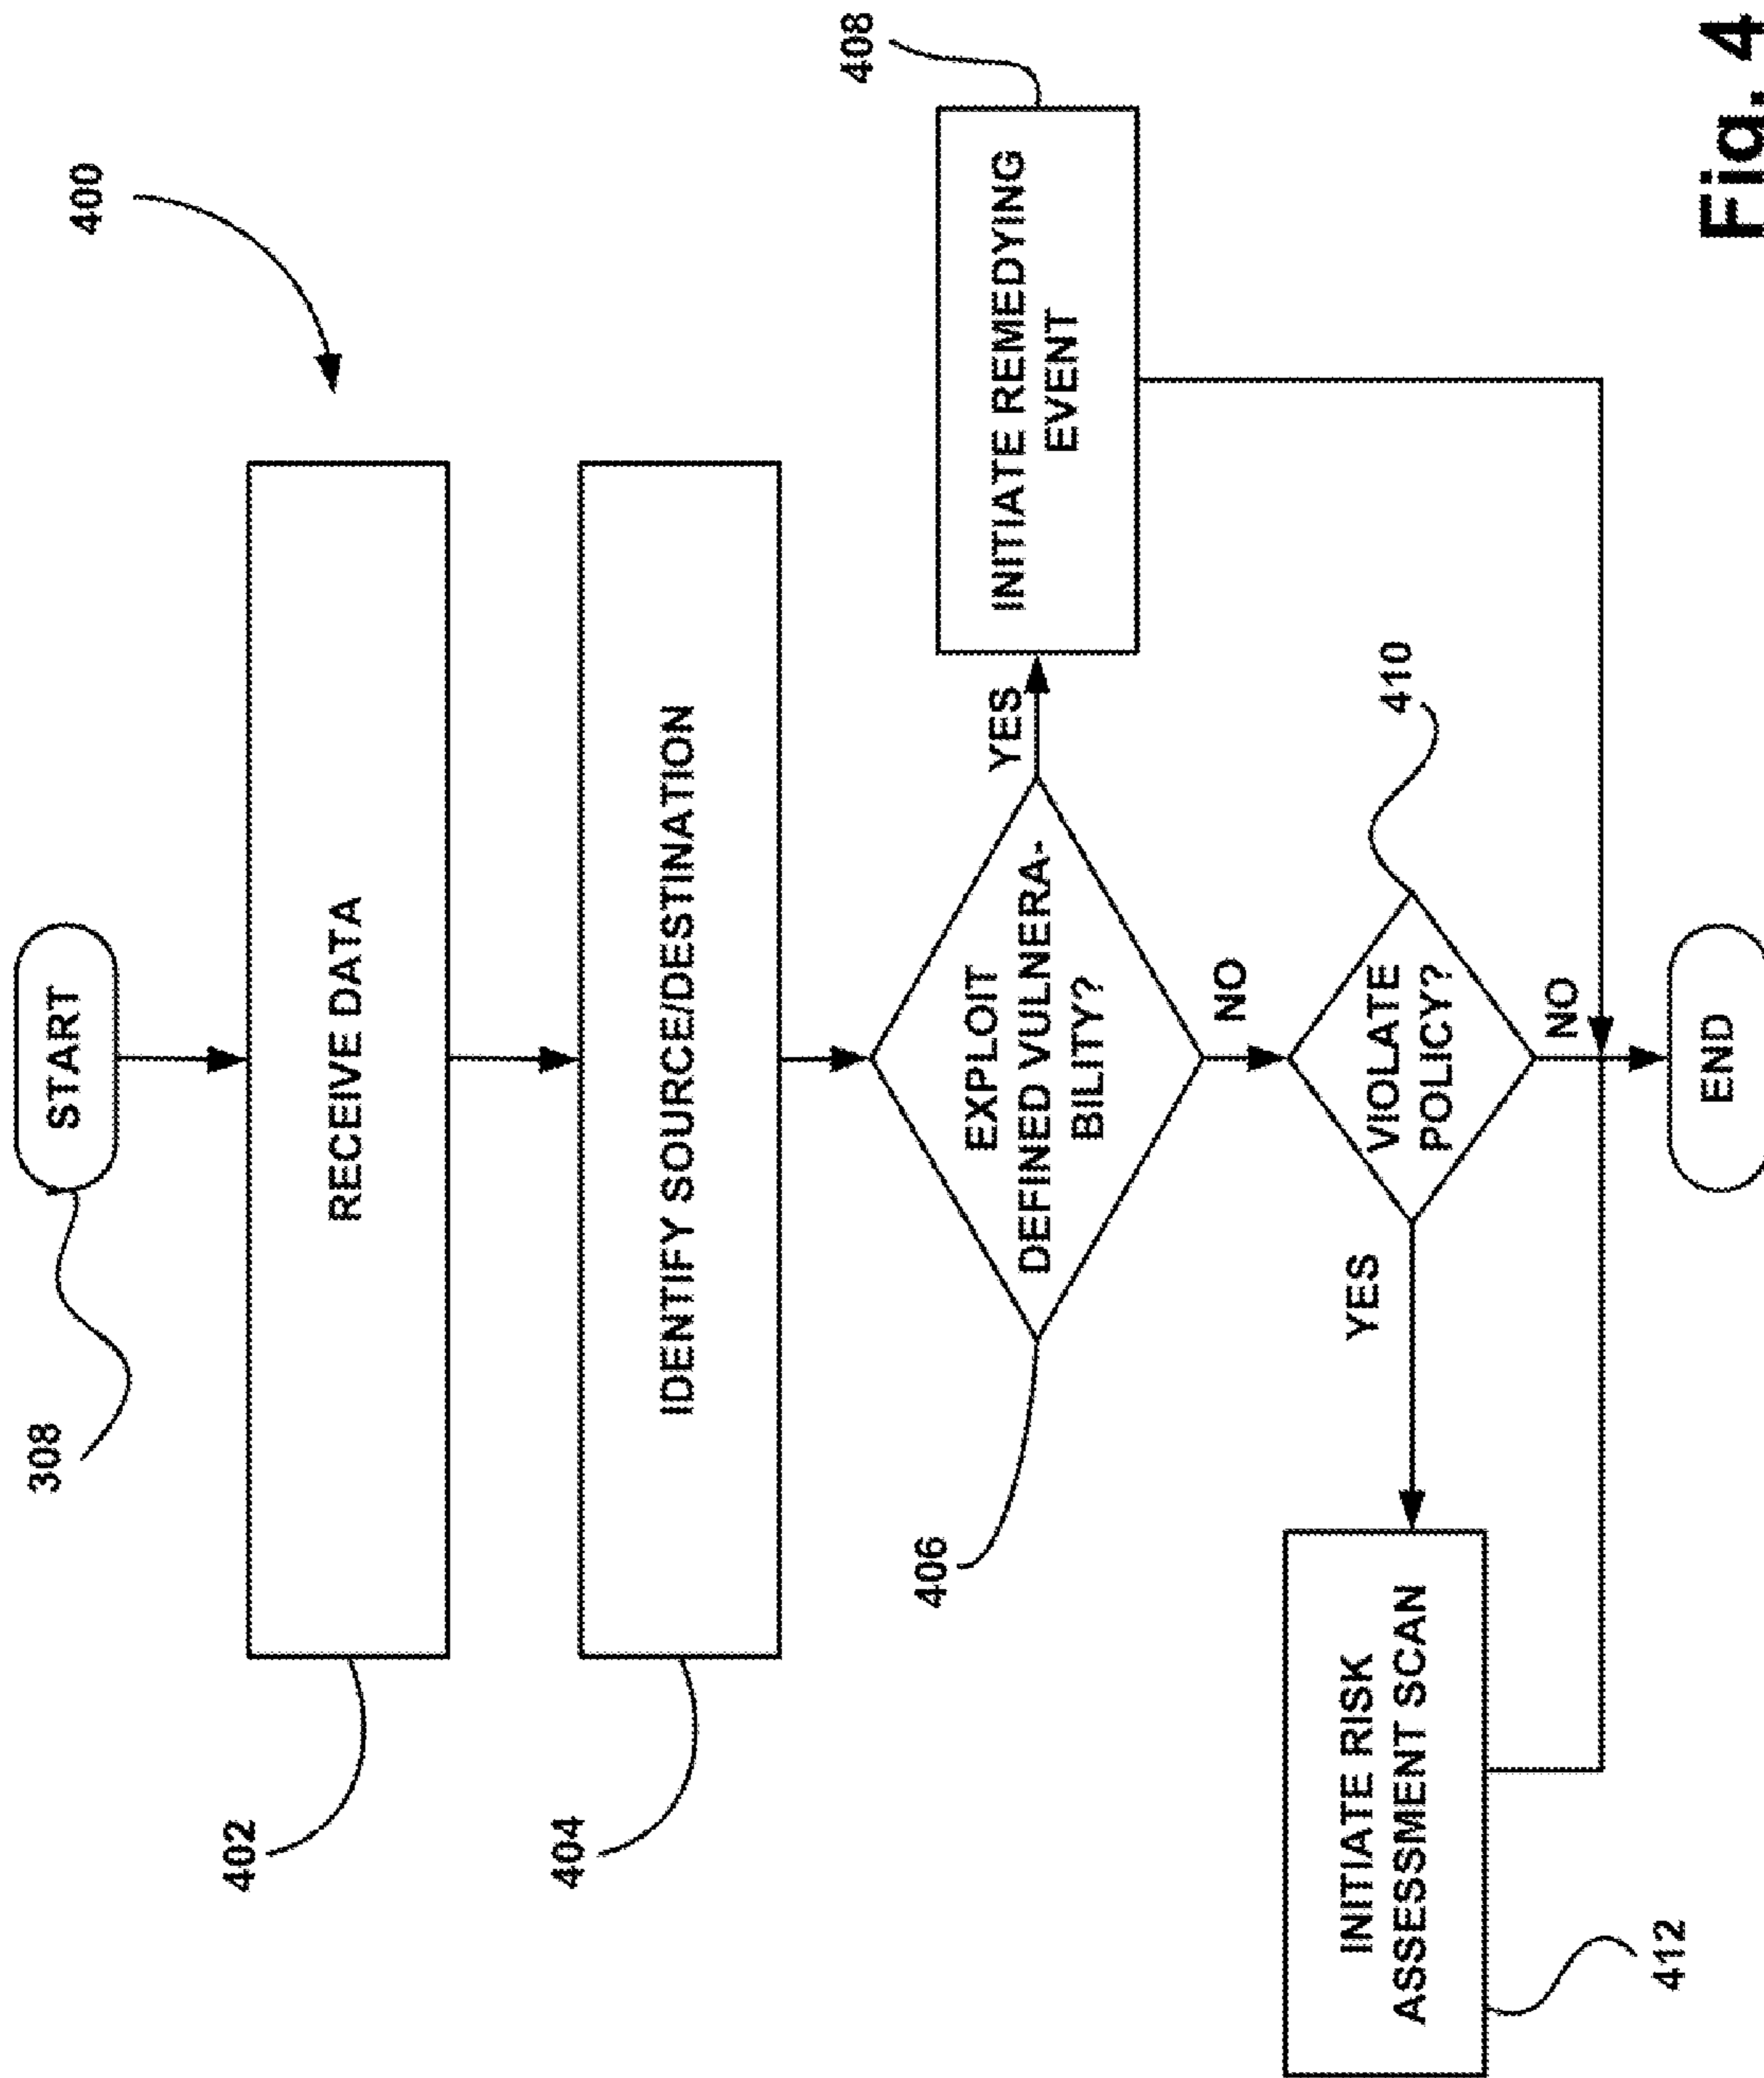 400
START
308
RECEIVE DATA
402
IDENTIFY SOURCE/DESTINATION
404
EXPLOIT
DEFINED VULNERA-
BILITY?
406
YES
INITIATE REMEDYING
EVENT
408
NO
VIOLATE
POLICY?
410
YES
INITIATE RISK
ASSESSMENT SCAN
412
NO
END
Fig. 4